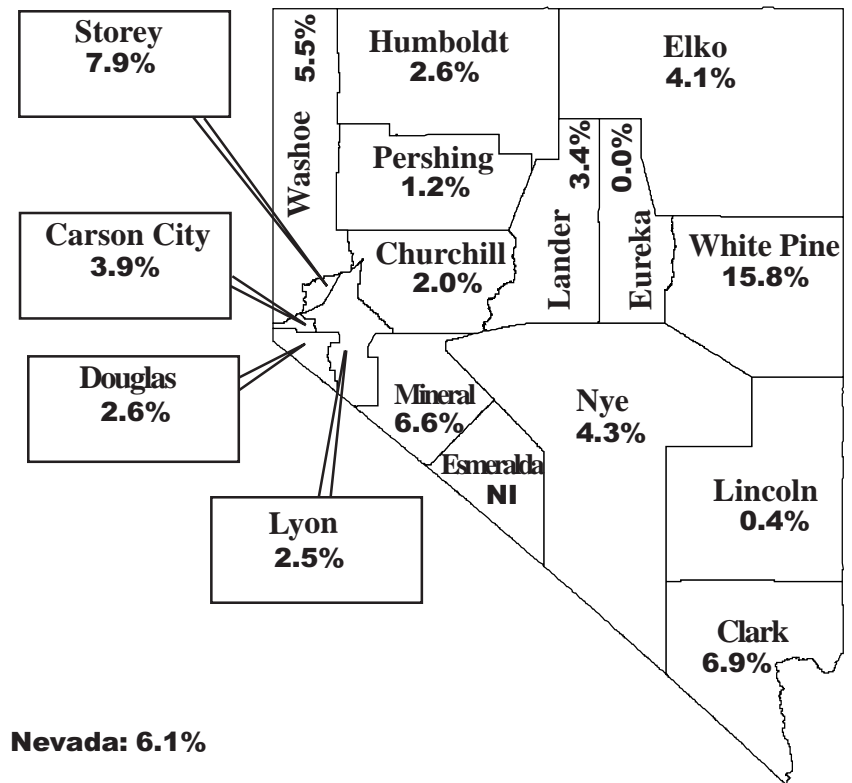 Storey
7.9%
Washoe
5.5%
Humboldt
2.6%
Elko
4.1%
Pershing
1.2%
Lander
3.4%
Eureka
0.0%
Carson City
3.9%
Churchill
2.0%
White Pine
15.8%
Douglas
2.6%
Mineral
6.6%
Nye
4.3%
Esmeralda
NI
Lincoln
0.4%
Lyon
2.5%
Clark
6.9%
Nevada: 6.1%